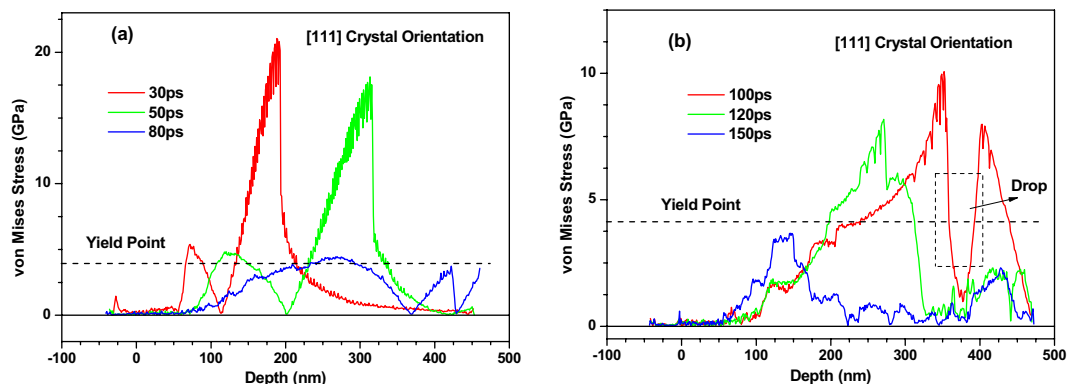 (a)
[111] Crystal Orientation
30ps
50ps
80ps
Yield Point
von Mises Stress (GPa)
20
10
0
-100 0 100 200 300 400 500
Depth (nm)
(b)
[111] Crystal Orientation
100ps
120ps
150ps
Drop
Yield Point
von Mises Stress (GPa)
10
5
0
-100 0 100 200 300 400 500
Depth (nm)